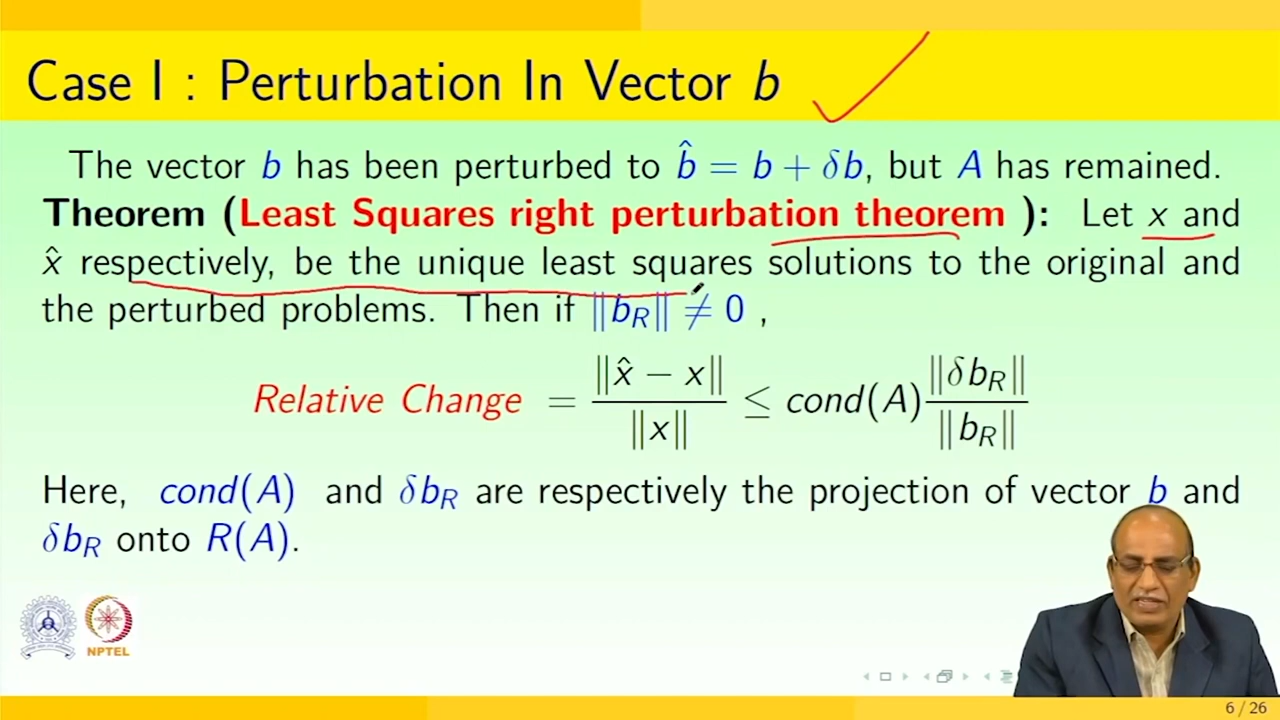 Case I : Perturbation In Vector b
The vector b has been perturbed to b̂ = b + δb, but A has remained.
Theorem (Least Squares right perturbation theorem ): Let x and
x̂ respectively, be the unique least squares solutions to the original and
the perturbed problems. Then if ‖b_R‖ ≠ 0 ,
Relative Change = ‖x̂ − x‖ / ‖x‖ ≤ cond(A) ‖δb_R‖ / ‖b_R‖
Here, cond(A) and δb_R are respectively the projection of vector b and
δb_R onto R(A).
NPTEL
6 / 26